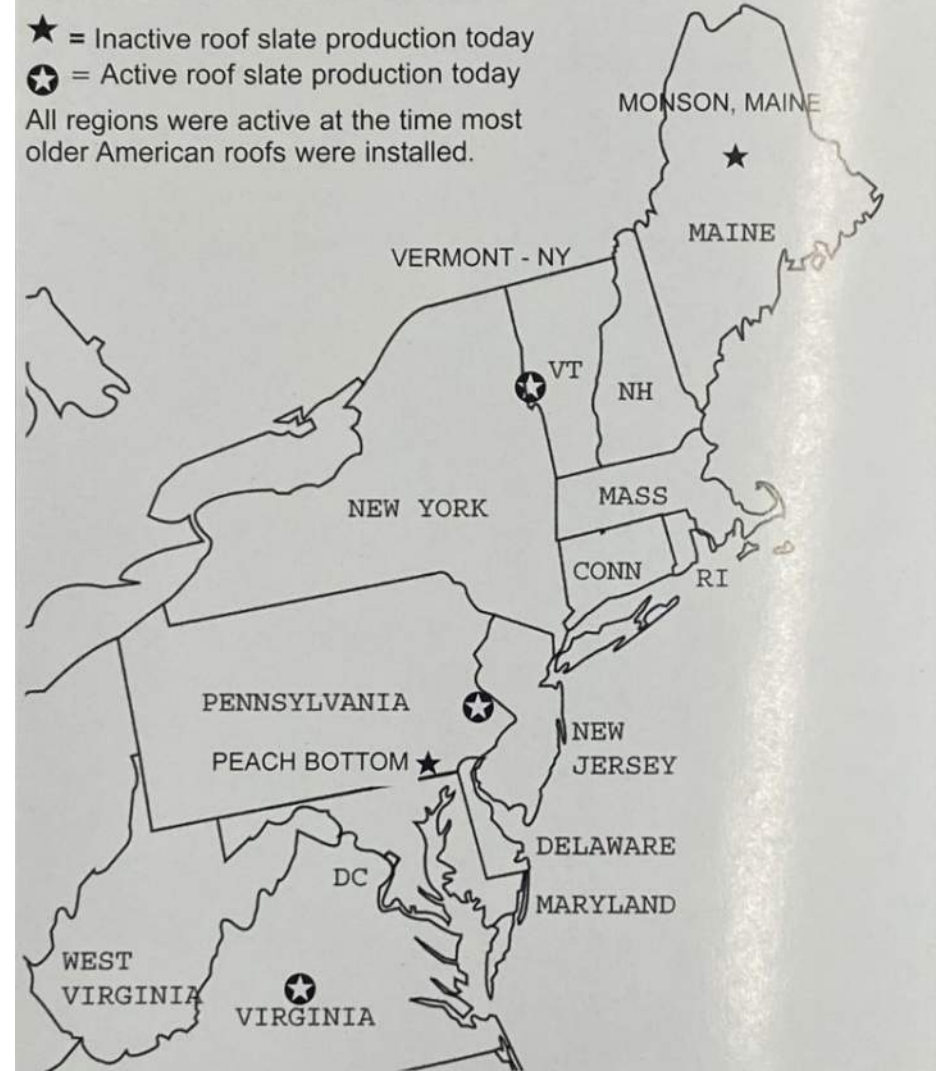 ★ = Inactive roof slate production today
✪ = Active roof slate production today
All regions were active at the time most
older American roofs were installed.
MONSON, MAINE
MAINE
VERMONT - NY
VT
NH
MASS
NEW YORK
CONN
RI
PENNSYLVANIA
NEW
JERSEY
PEACH BOTTOM
DELAWARE
DC
MARYLAND
WEST
VIRGINIA
VIRGINIA